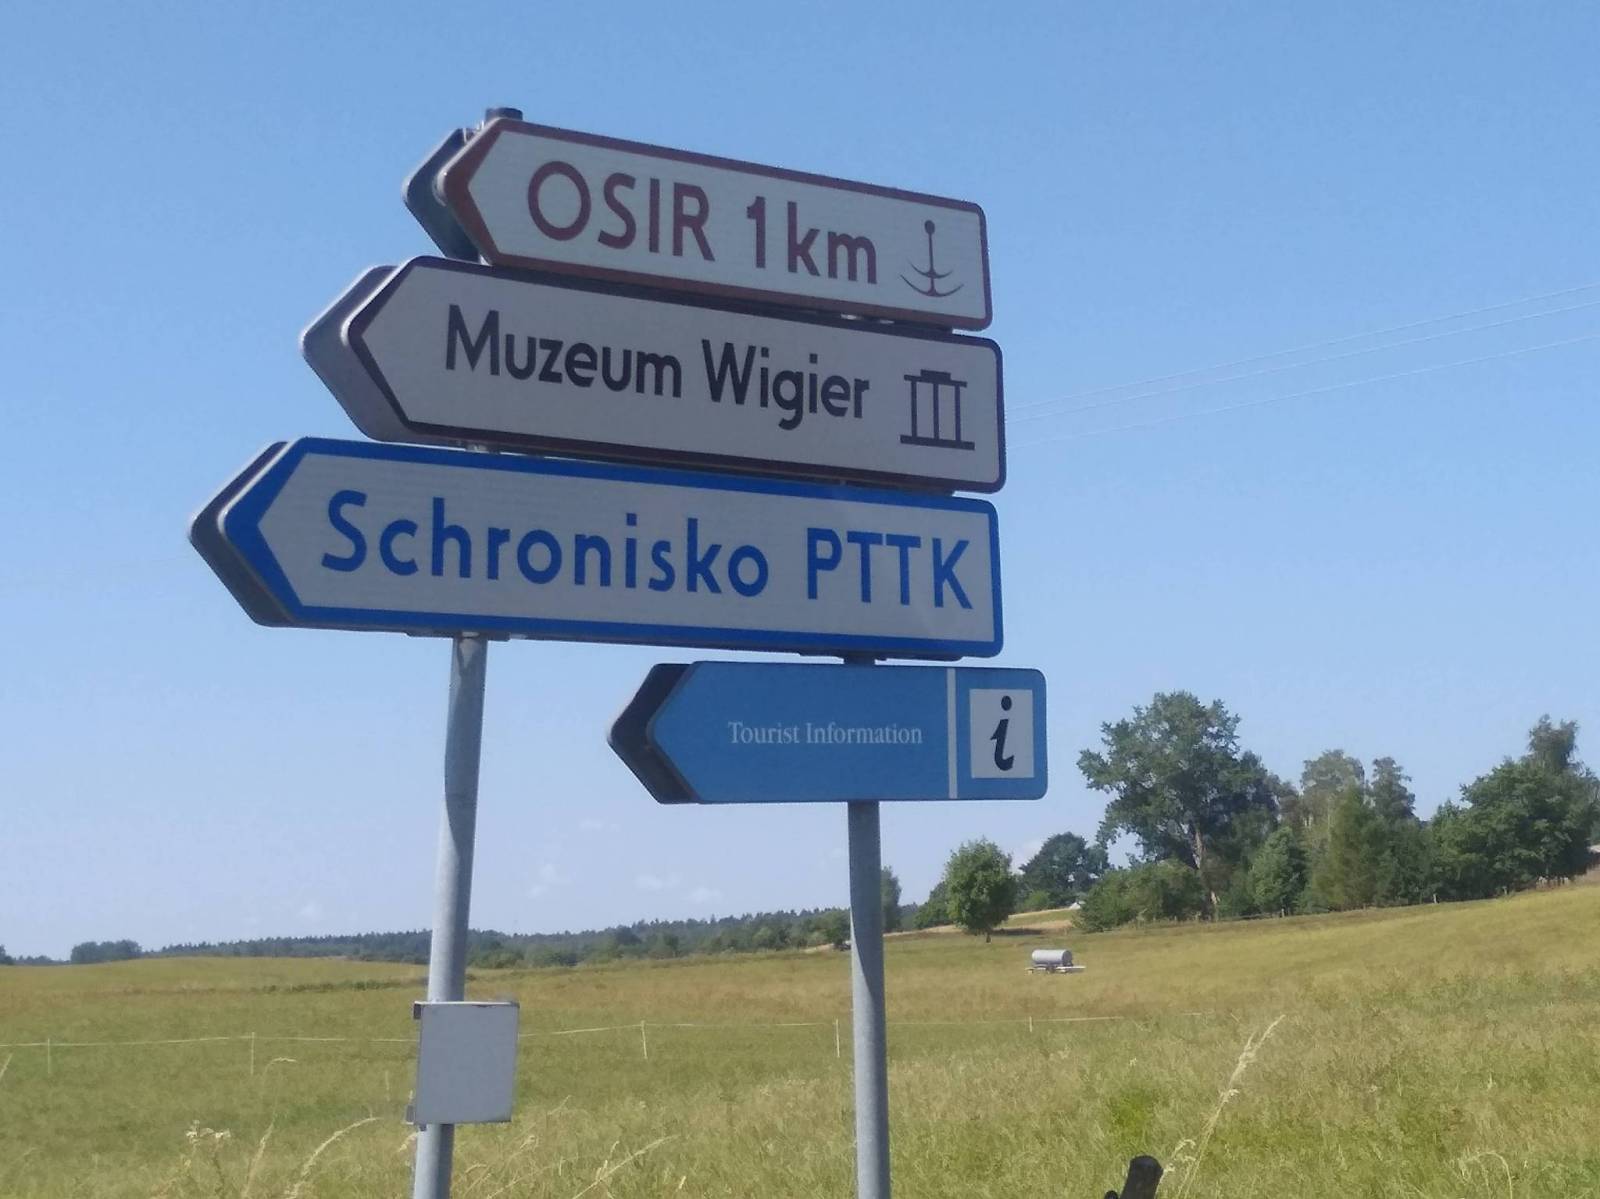 OSIR 1km
Muzeum Wigier
Schronisko PTTK
Tourist Information i